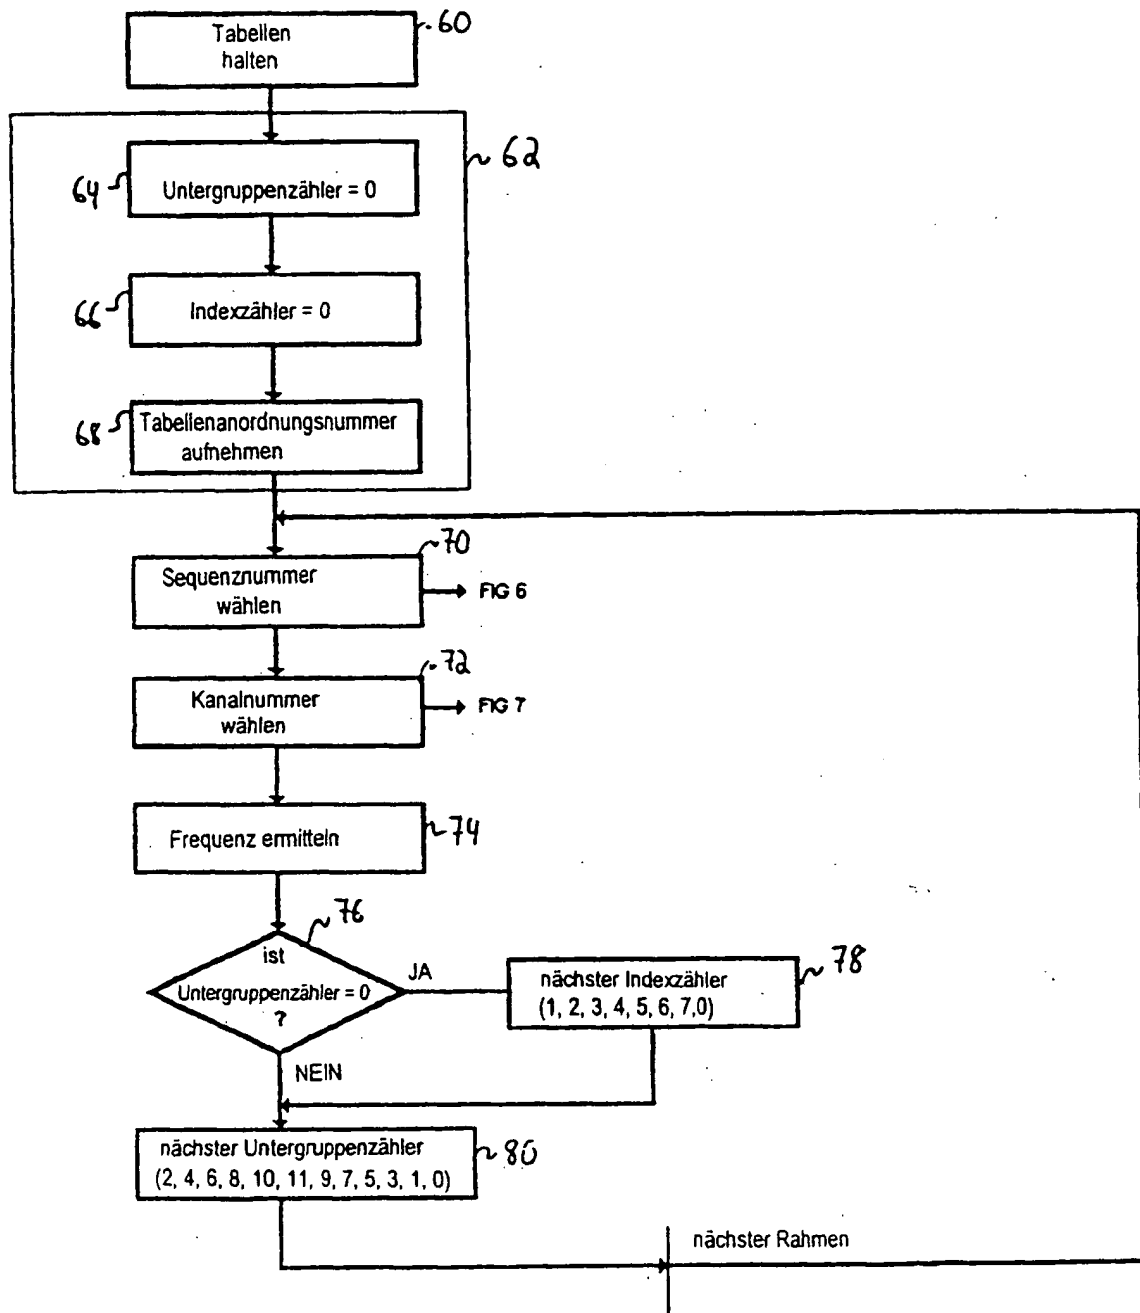 Tabellen
halten
60
62
64
Untergruppenzähler = 0
66
Indexzähler = 0
68
Tabellenanordnungsnummer
aufnehmen
70
Sequenznummer
wählen
FIG 6
72
Kanalnummer
wählen
FIG 7
Frequenz ermitteln
74
76
ist
Untergruppenzähler = 0
?
JA
nächster Indexzähler
(1, 2, 3, 4, 5, 6, 7,0)
78
NEIN
nächster Untergruppenzähler
(2, 4, 6, 8, 10, 11, 9, 7, 5, 3, 1, 0)
80
nächster Rahmen